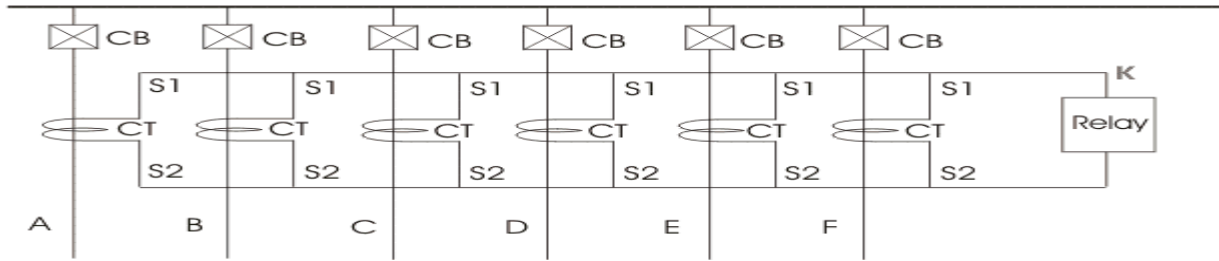 CB CB CB CB CB CB
K
S1 S1 S1 S1 S1 S1
CT CT CT CT CT CT Relay
S2 S2 S2 S2 S2 S2
A B C D E F